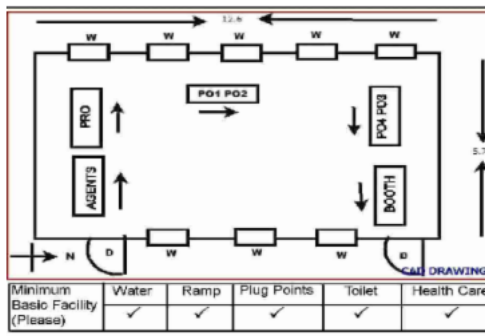 12.6
W W W W W
PO1 PO2
PRO
PO4 PO3
AGENTS
BOOTH
5.7
N D W W W D
CAD DRAWING
Minimum Basic Facility (Please) Water Ramp Plug Points Toilet Health Care
✓ ✓ ✓ ✓ ✓